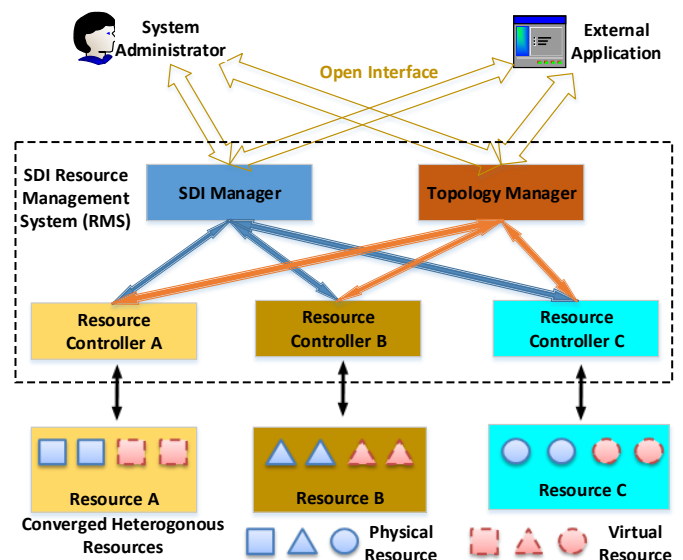 System
Administrator
External
Application
Open Interface
SDI Resource
Management
System (RMS)
SDI Manager
Topology Manager
Resource
Controller A
Resource
Controller B
Resource
Controller C
Resource A
Resource B
Resource C
Converged Heterogonous
Resources
Physical
Resource
Virtual
Resource